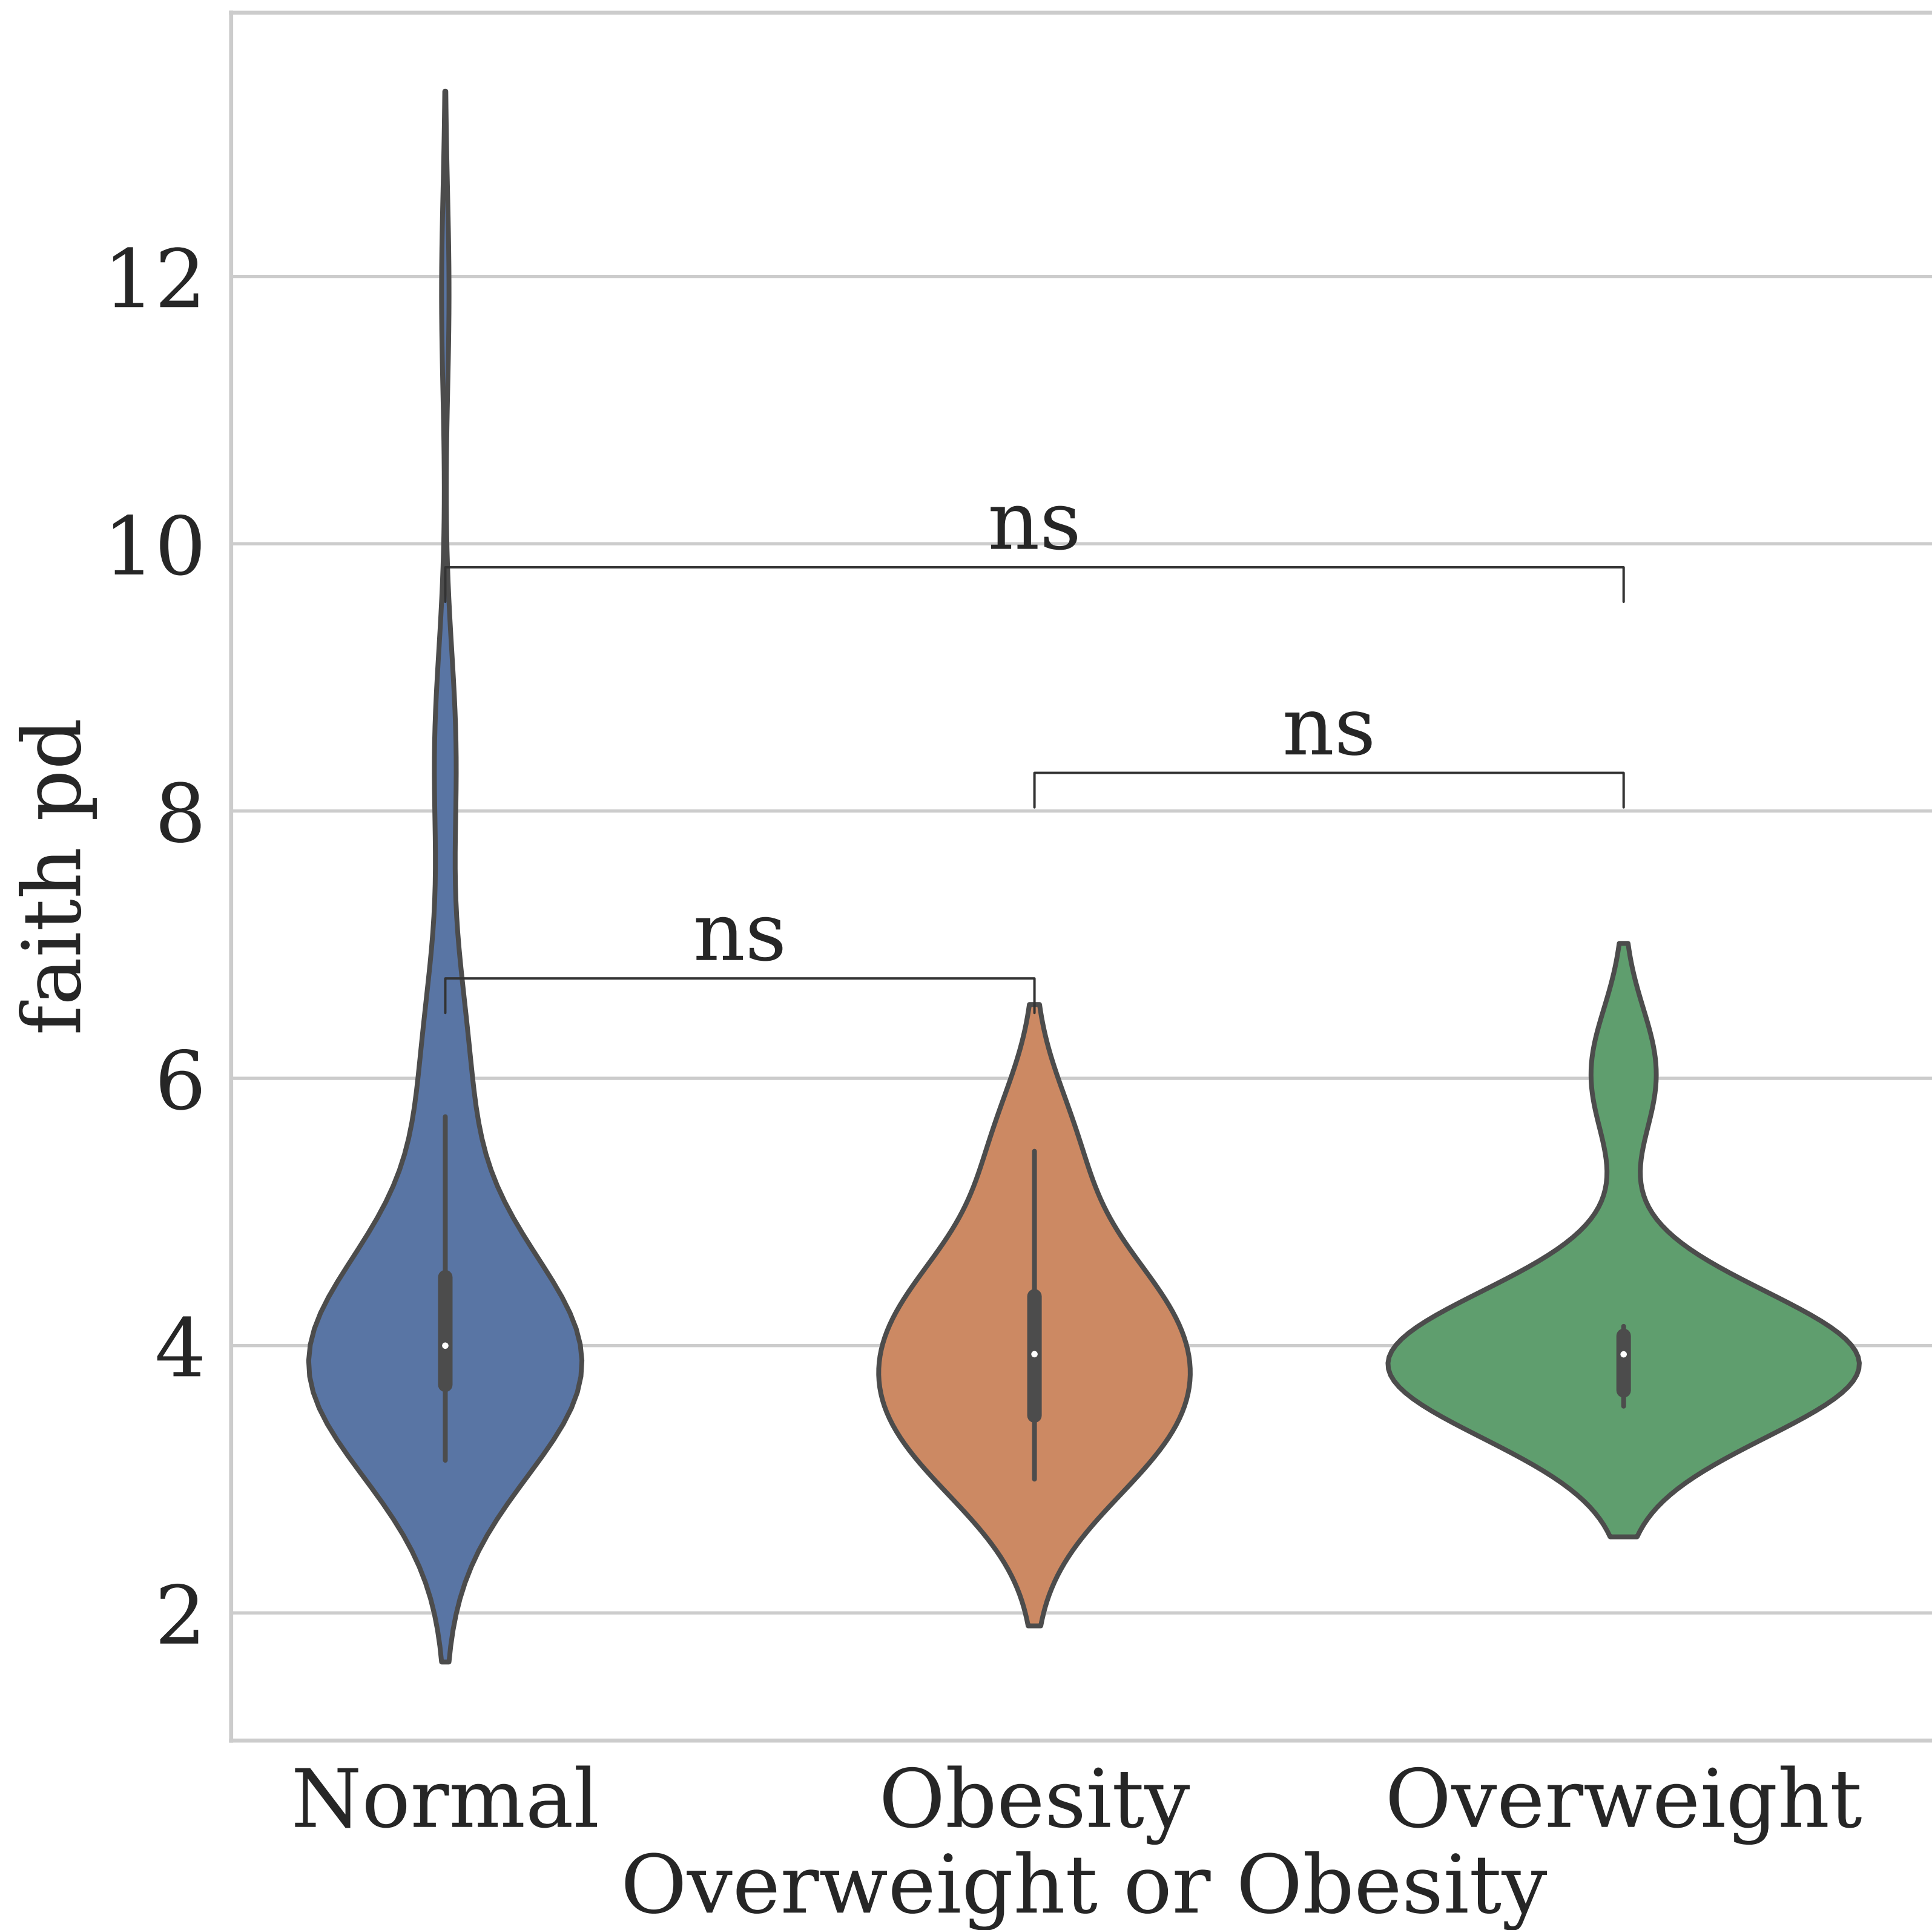 12
10
8
6
4
2
faith pd
ns
ns
ns
Normal
Obesity
Overweight
Overweight or Obesity